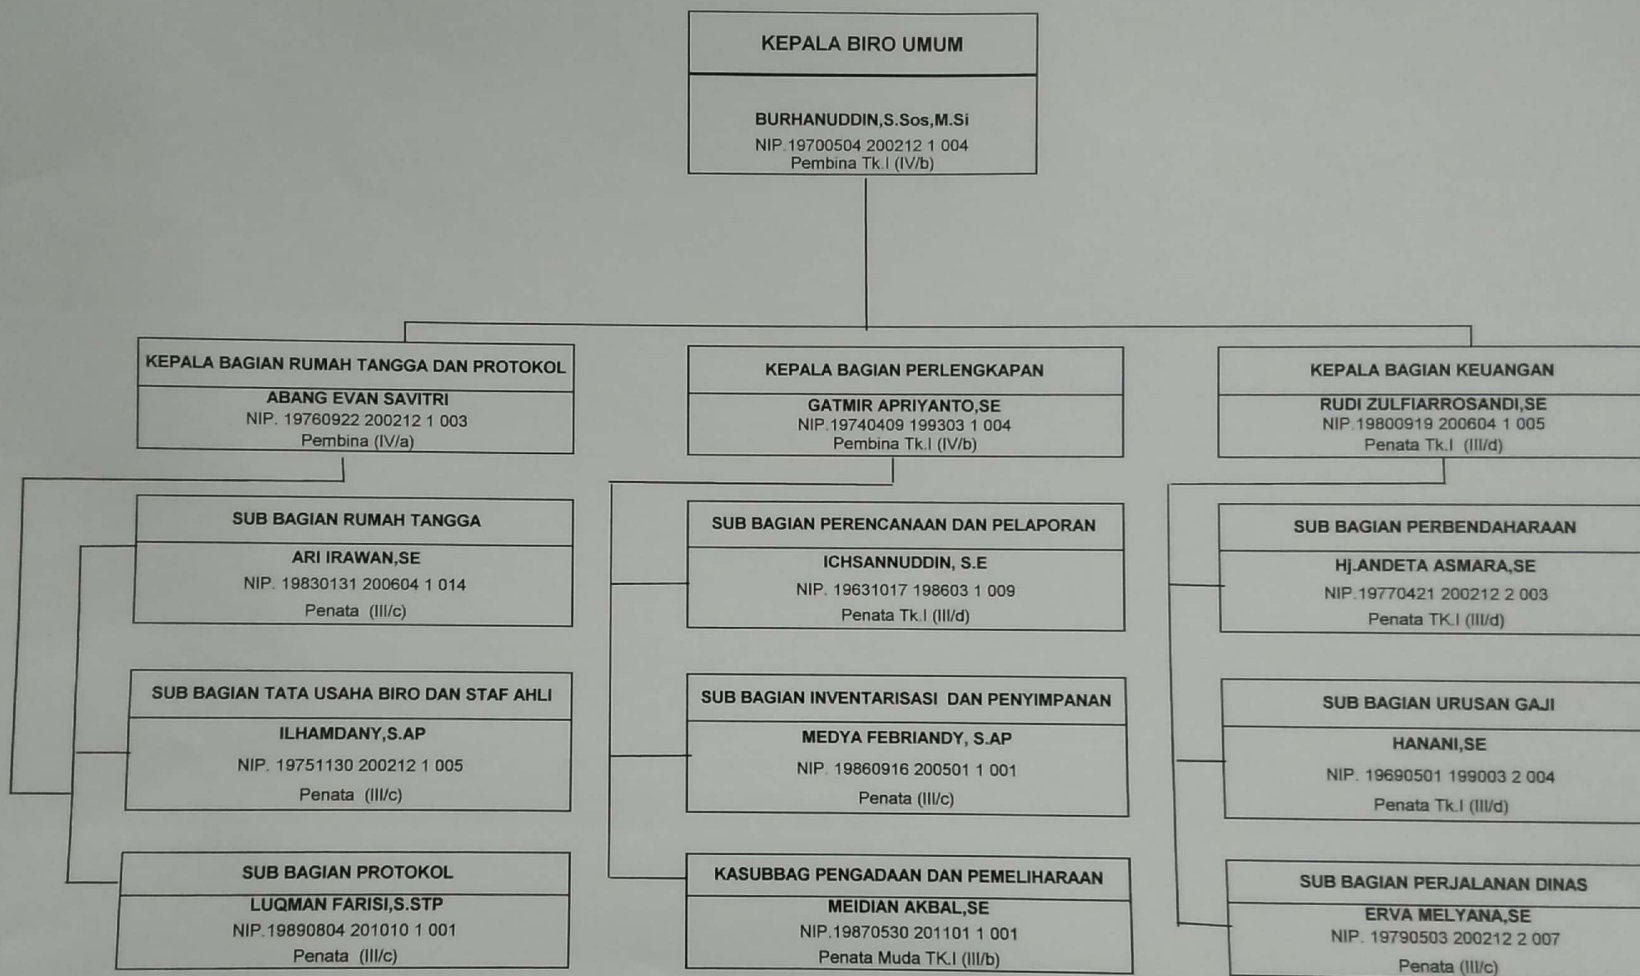 KEPALA BIRO UMUM
BURHANUDDIN,S.Sos,M.Si
NIP.19700504 200212 1 004
Pembina Tk.I (IV/b)
KEPALA BAGIAN RUMAH TANGGA DAN PROTOKOL
ABANG EVAN SAVITRI
NIP. 19760922 200212 1 003
Pembina (IV/a)
SUB BAGIAN RUMAH TANGGA
ARI IRAWAN,SE
NIP. 19830131 200604 1 014
Penata (III/c)
SUB BAGIAN TATA USAHA BIRO DAN STAF AHLI
ILHAMDANY,S.AP
NIP. 19751130 200212 1 005
Penata (III/c)
SUB BAGIAN PROTOKOL
LUQMAN FARISI,S.STP
NIP.19890804 201010 1 001
Penata (III/c)
KEPALA BAGIAN PERLENGKAPAN
GATMIR APRIYANTO,SE
NIP.19740409 199303 1 004
Pembina Tk.I (IV/b)
SUB BAGIAN PERENCANAAN DAN PELAPORAN
ICHSANNUDDIN, S.E
NIP. 19631017 198603 1 009
Penata Tk.I (III/d)
SUB BAGIAN INVENTARISASI DAN PENYIMPANAN
MEDYA FEBRIANDY, S.AP
NIP. 19860916 200501 1 001
Penata (III/c)
KASUBBAG PENGADAAN DAN PEMELIHARAAN
MEIDIAN AKBAL,SE
NIP.19870530 201101 1 001
Penata Muda TK.I (III/b)
KEPALA BAGIAN KEUANGAN
RUDI ZULFIARROSANDI,SE
NIP.19800919 200604 1 005
Penata Tk.I (III/d)
SUB BAGIAN PERBENDAHARAAN
Hj.ANDETA ASMARA,SE
NIP.19770421 200212 2 003
Penata TK.I (III/d)
SUB BAGIAN URUSAN GAJI
HANANI,SE
NIP. 19690501 199003 2 004
Penata Tk.I (III/d)
SUB BAGIAN PERJALANAN DINAS
ERVA MELYANA,SE
NIP. 19790503 200212 2 007
Penata (III/c)